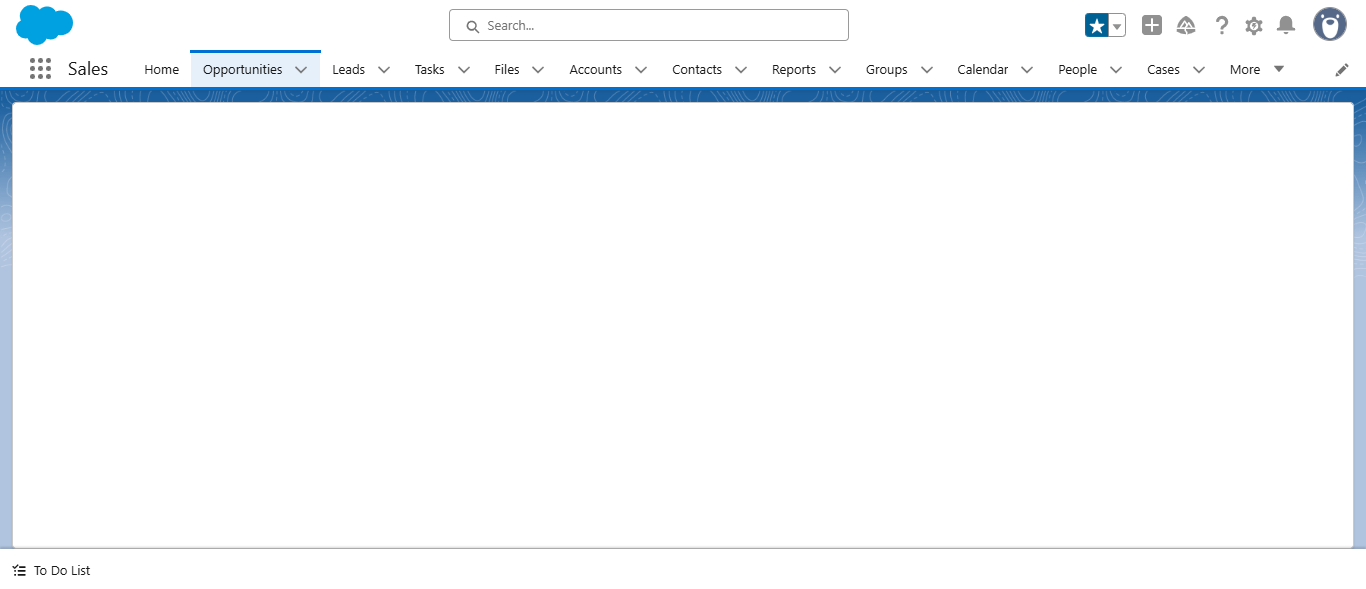 Search...
Sales
Home
Opportunities
Leads
Tasks
Files
Accounts
Contacts
Reports
Groups
Calendar
People
Cases
More
To Do List